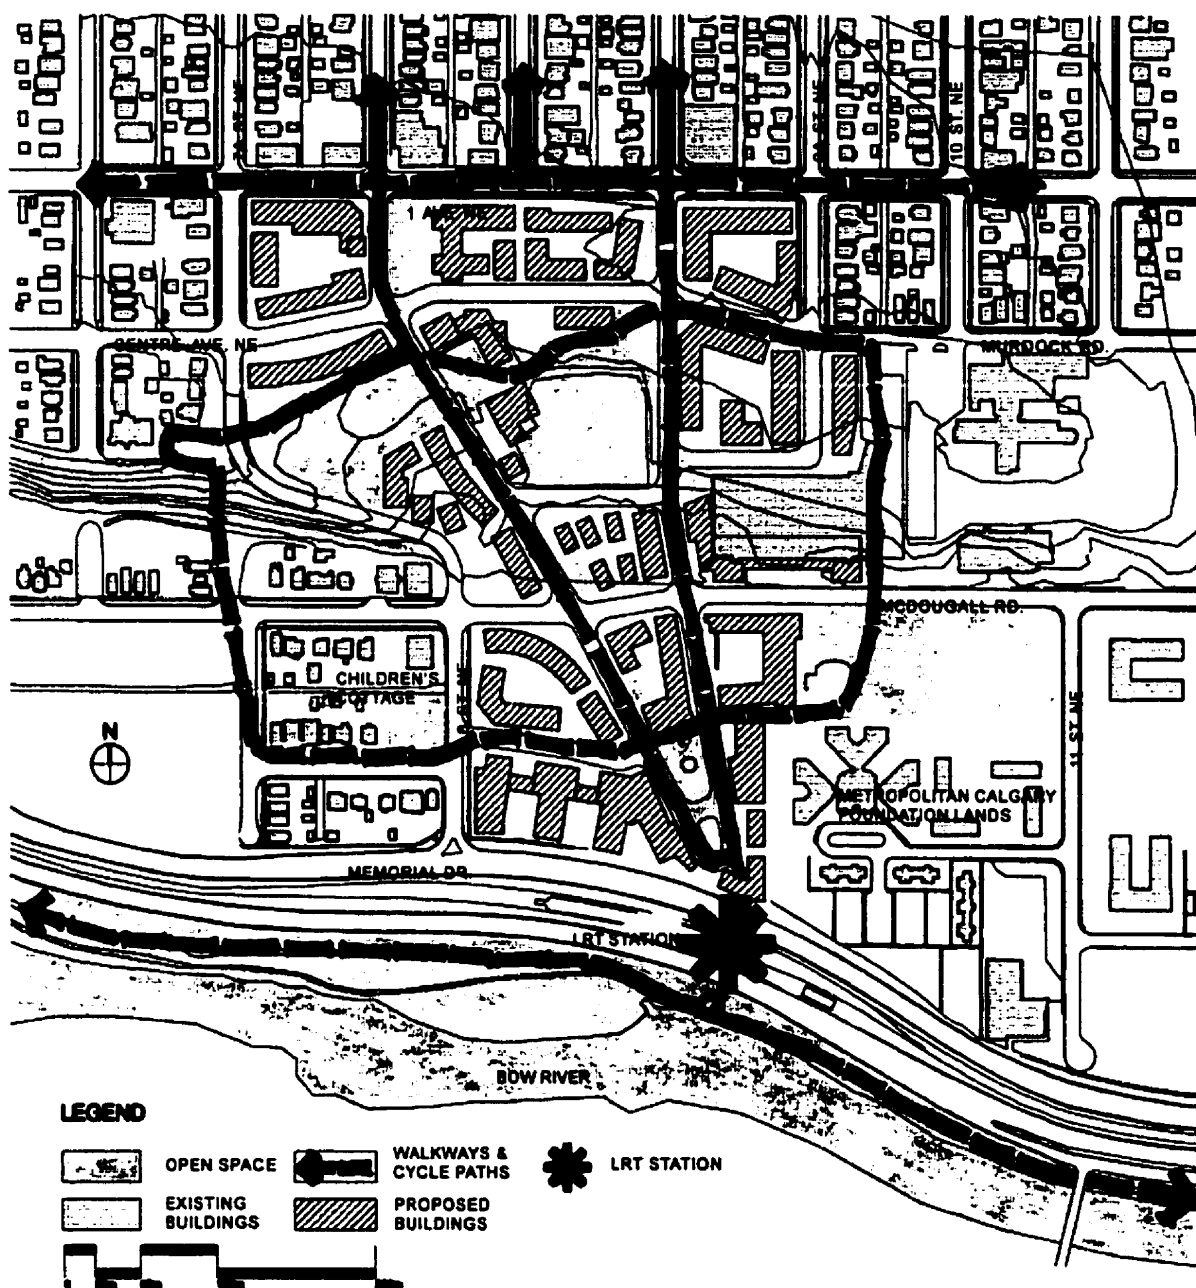 10 ST. NE
1 AVE. NE
CENTRE AVE. NE
MURDOCK RD.
MCDOUGALL RD.
CHILDREN'S
COTTAGE
11 ST. NE
N
METROPOLITAN CALGARY
FOUNDATION LANDS
MEMORIAL DR.
LRT STATION
BOW RIVER
LEGEND
OPEN SPACE
WALKWAYS &
CYCLE PATHS
LRT STATION
EXISTING
BUILDINGS
PROPOSED
BUILDINGS